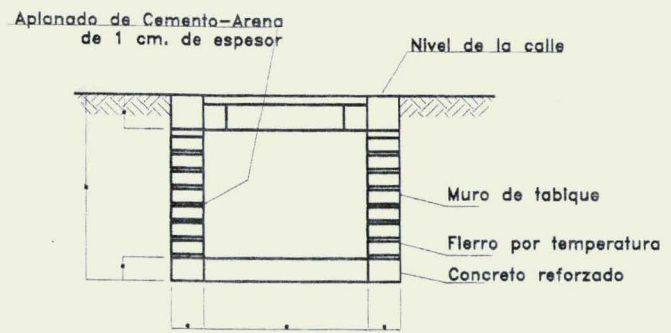 Aplanado de Cemento-Arena
de 1 cm. de espesor
Nivel de la calle
Muro de tabique
Fierro por temperatura
Concreto reforzado